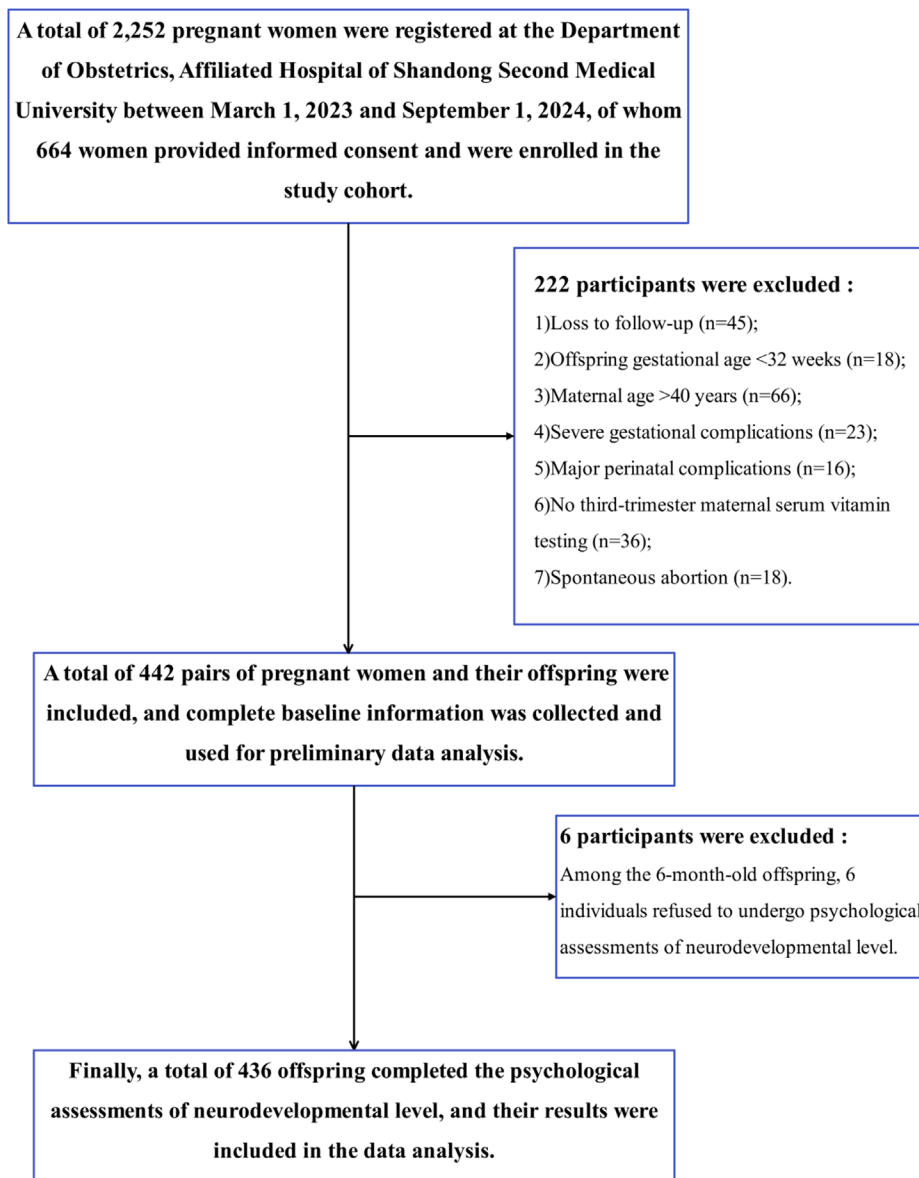 A total of 2,252 pregnant women were registered at the Department
of Obstetrics, Affiliated Hospital of Shandong Second Medical
University between March 1, 2023 and September 1, 2024, of whom
664 women provided informed consent and were enrolled in the
study cohort.
222 participants were excluded :
1)Loss to follow-up (n=45);
2)Offspring gestational age <32 weeks (n=18);
3)Maternal age >40 years (n=66);
4)Severe gestational complications (n=23);
5)Major perinatal complications (n=16);
6)No third-trimester maternal serum vitamin
testing (n=36);
7)Spontaneous abortion (n=18).
A total of 442 pairs of pregnant women and their offspring were
included, and complete baseline information was collected and
used for preliminary data analysis.
6 participants were excluded :
Among the 6-month-old offspring, 6
individuals refused to undergo psychological
assessments of neurodevelopmental level.
Finally, a total of 436 offspring completed the psychological
assessments of neurodevelopmental level, and their results were
included in the data analysis.